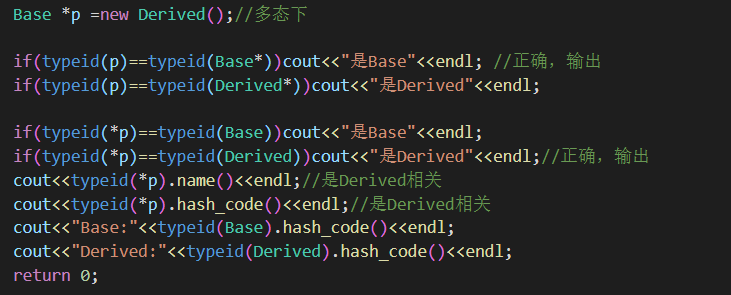 Base *p =new Derived();//多态下
if(typeid(p)==typeid(Base*))cout<<"是Base"<<endl; //正确，输出
if(typeid(p)==typeid(Derived*))cout<<"是Derived"<<endl;
if(typeid(*p)==typeid(Base))cout<<"是Base"<<endl;
if(typeid(*p)==typeid(Derived))cout<<"是Derived"<<endl;//正确，输出
cout<<typeid(*p).name()<<endl;//是Derived相关
cout<<typeid(*p).hash_code()<<endl;//是Derived相关
cout<<"Base:"<<typeid(Base).hash_code()<<endl;
cout<<"Derived:"<<typeid(Derived).hash_code()<<endl;
return 0;